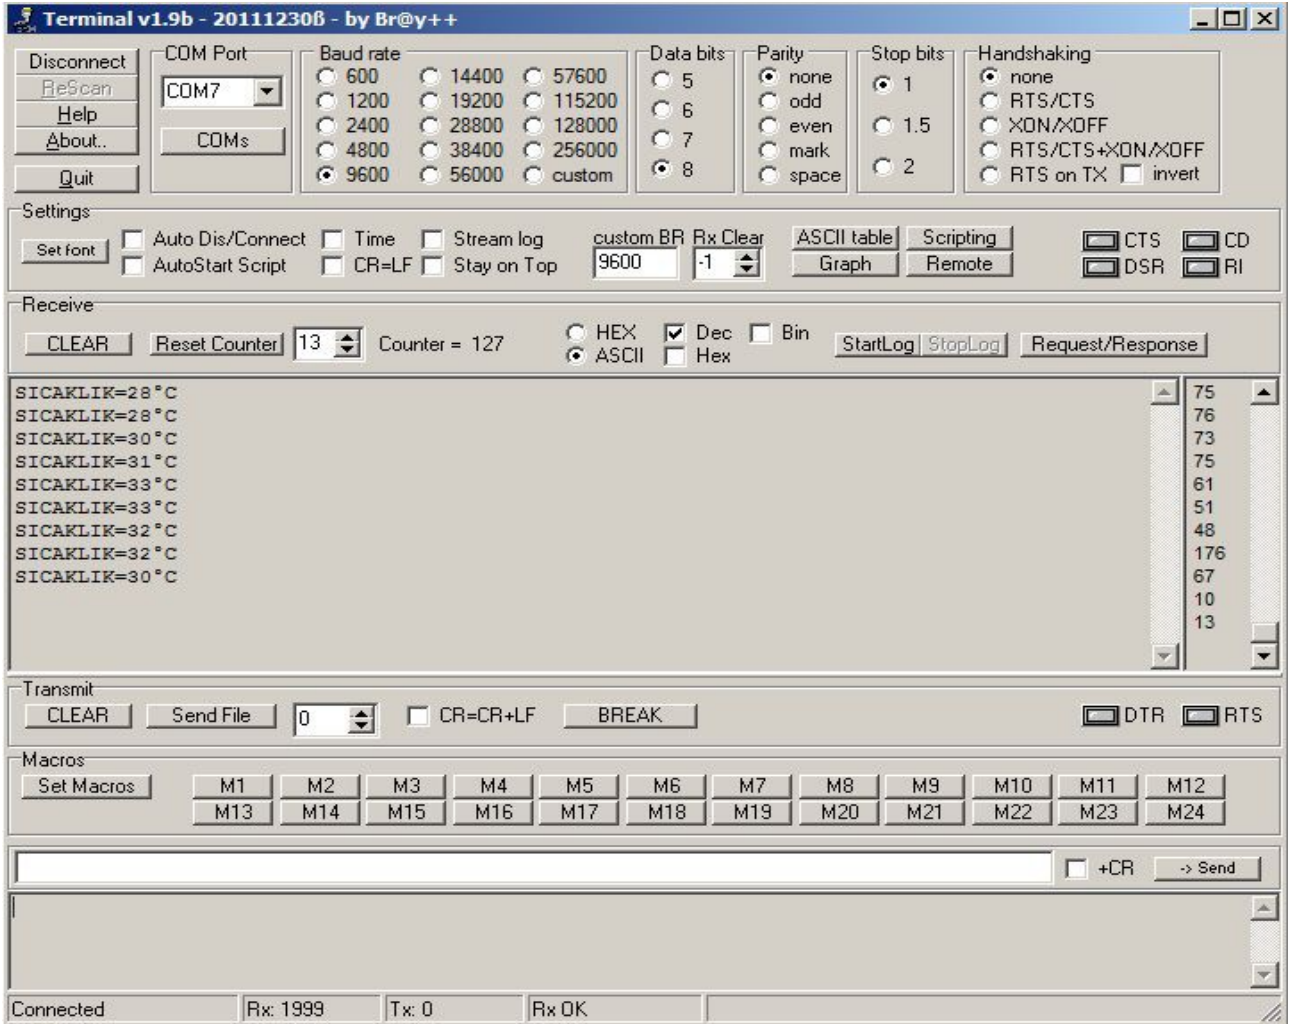 Terminal v1.9b - 20111230ß - by Br@y++
Disconnect
ReScan
Help
About..
Quit
COM Port
COM7
COMs
Baud rate
600 14400 57600
1200 19200 115200
2400 28800 128000
4800 38400 256000
9600 56000 custom
Data bits
5
6
7
8
Parity
none
odd
even
mark
space
Stop bits
1
1.5
2
Handshaking
none
RTS/CTS
XON/XOFF
RTS/CTS+XON/XOFF
RTS on TX invert
Settings
Set font
Auto Dis/Connect Time Stream log
AutoStart Script CR=LF Stay on Top
custom BR Rx Clear
9600 -1
ASCII table Scripting
Graph Remote
CTS CD
DSR RI
Receive
CLEAR Reset Counter 13 Counter = 127
HEX Dec Bin
ASCII Hex
StartLog StopLog Request/Response
SICAKLIK=28°C
SICAKLIK=28°C
SICAKLIK=30°C
SICAKLIK=31°C
SICAKLIK=33°C
SICAKLIK=33°C
SICAKLIK=32°C
SICAKLIK=32°C
SICAKLIK=30°C
75
76
73
75
61
51
48
176
67
10
13
Transmit
CLEAR Send File 0 CR=CR+LF BREAK DTR RTS
Macros
Set Macros M1 M2 M3 M4 M5 M6 M7 M8 M9 M10 M11 M12
M13 M14 M15 M16 M17 M18 M19 M20 M21 M22 M23 M24
+CR -> Send
Connected Rx: 1999 Tx: 0 Rx OK